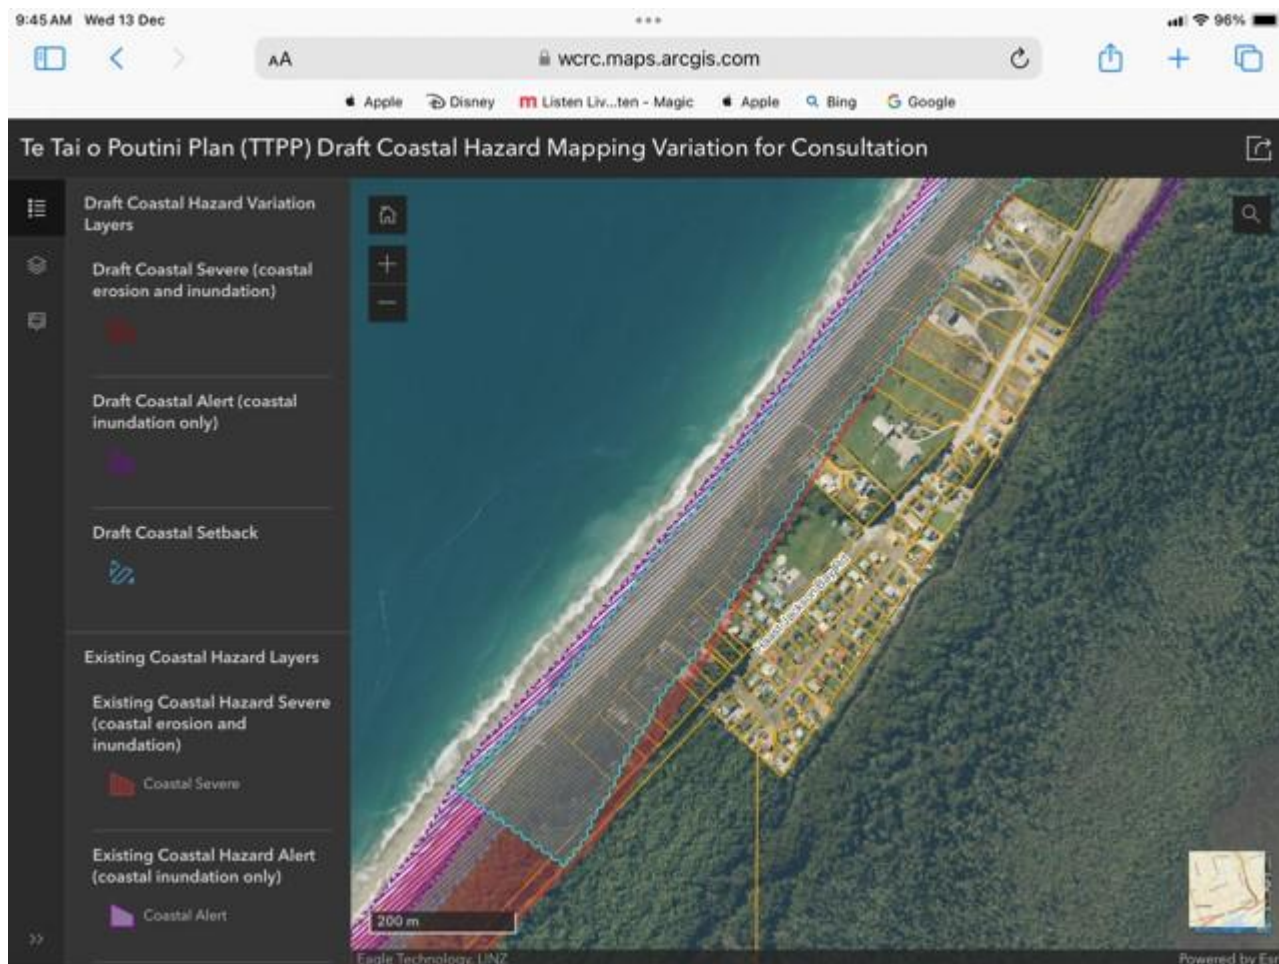 9:45 AM Wed 13 Dec
96%
AA
wcrc.maps.arcgis.com
Apple
Disney
Listen Liv...ten - Magic
Apple
Bing
Google
Te Tai o Poutini Plan (TTPP) Draft Coastal Hazard Mapping Variation for Consultation
Draft Coastal Hazard Variation
Layers
Draft Coastal Severe (coastal
erosion and inundation)
Draft Coastal Alert (coastal
inundation only)
Draft Coastal Setback
Existing Coastal Hazard Layers
Existing Coastal Hazard Severe
(coastal erosion and
inundation)
Coastal Severe
Existing Coastal Hazard Alert
(coastal inundation only)
Coastal Alert
200 m
Eagle Technology, LINZ
Powered by Esri